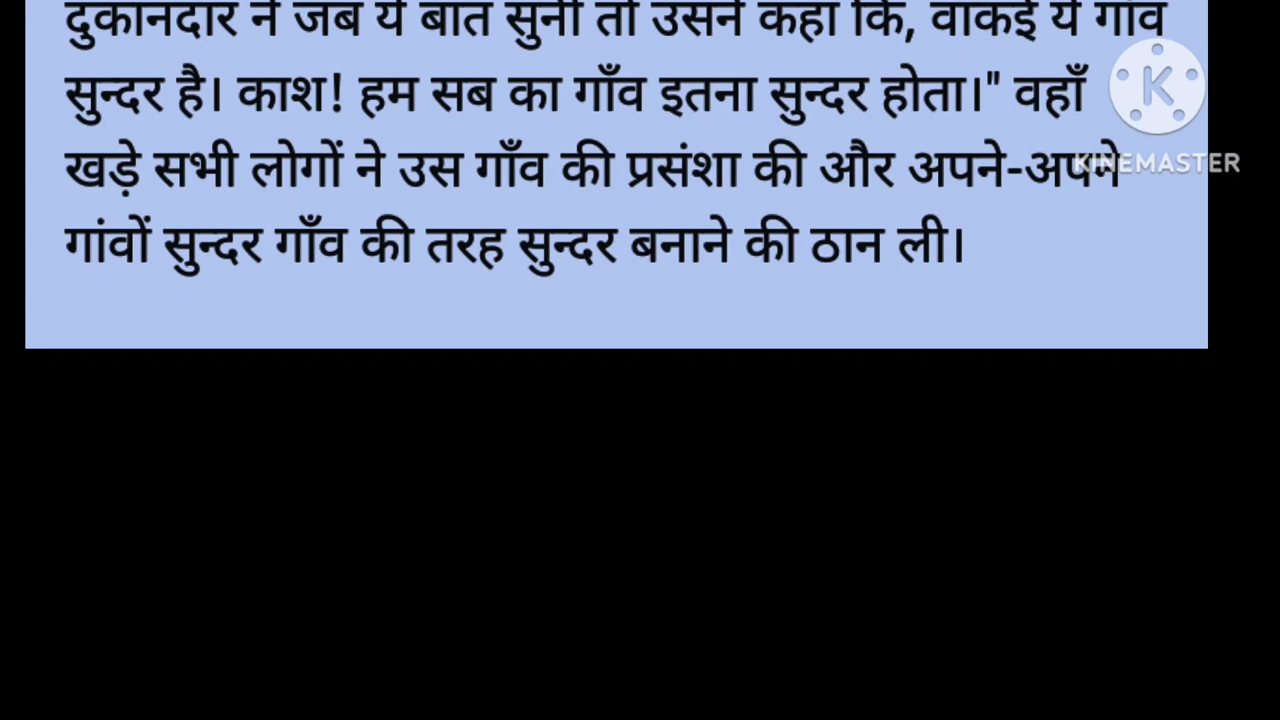 दुकानदार ने जब ये बात सुनी तो उसने कहा कि, वाकई ये गाँव
सुन्दर है। काश! हम सब का गाँव इतना सुन्दर होता।" वहाँ
खड़े सभी लोगों ने उस गाँव की प्रसंशा की और अपने-अपने
गांवों सुन्दर गाँव की तरह सुन्दर बनाने की ठान ली।
K
KINEMASTER